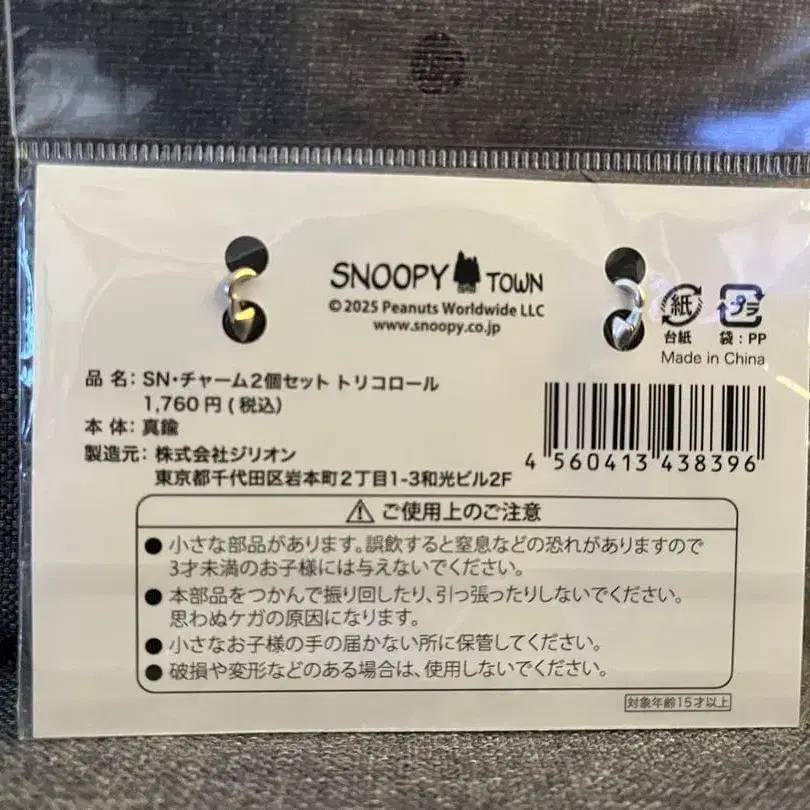 SNOOPY TOWN
© 2025 Peanuts Worldwide LLC
www.snoopy.co.jp
紙 プラ
台紙 袋：PP
Made in China
品 名：SN・チャーム2個セット トリコロール
1,760円(税込)
本 体：真鍮
製造元：株式会社ジリオン
東京都千代田区岩本町2丁目1-3和光ビル2F
4 560413 438396
⚠ ご使用上のご注意
● 小さな部品があります。誤飲すると窒息などの恐れがありますので
3才未満のお子様には与えないでください。
● 本部品をつかんで振り回したり、引っ張ったりしないでください。
思わぬケガの原因になります。
● 小さなお子様の手の届かない所に保管してください。
● 破損や変形などのある場合は、使用しないでください。
対象年齢15才以上